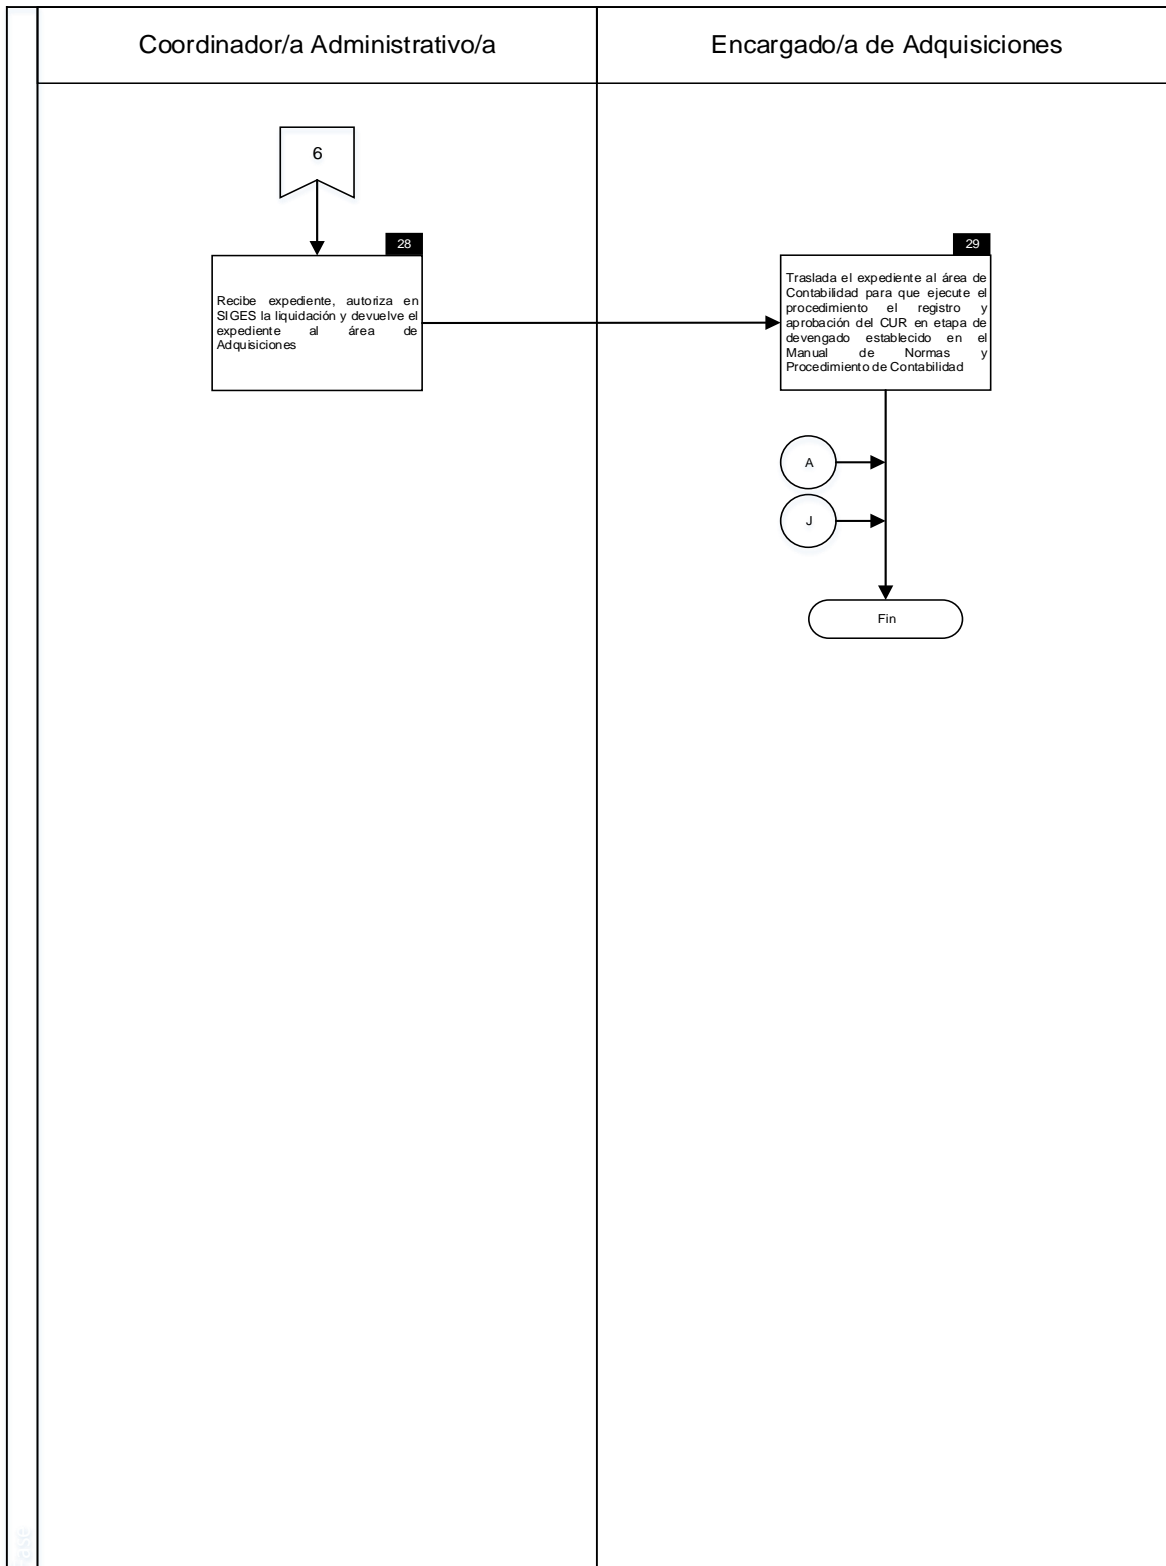 Coordinador/a Administrativo/a
Encargado/a de Adquisiciones
6
28
Recibe expediente, autoriza en
SIGES la liquidación y devuelve el
expediente al área de
Adquisiciones
29
Traslada el expediente al área de
Contabilidad para que ejecute el
procedimiento el registro y
aprobación del CUR en etapa de
devengado establecido en el
Manual de Normas y
Procedimiento de Contabilidad
A
J
Fin